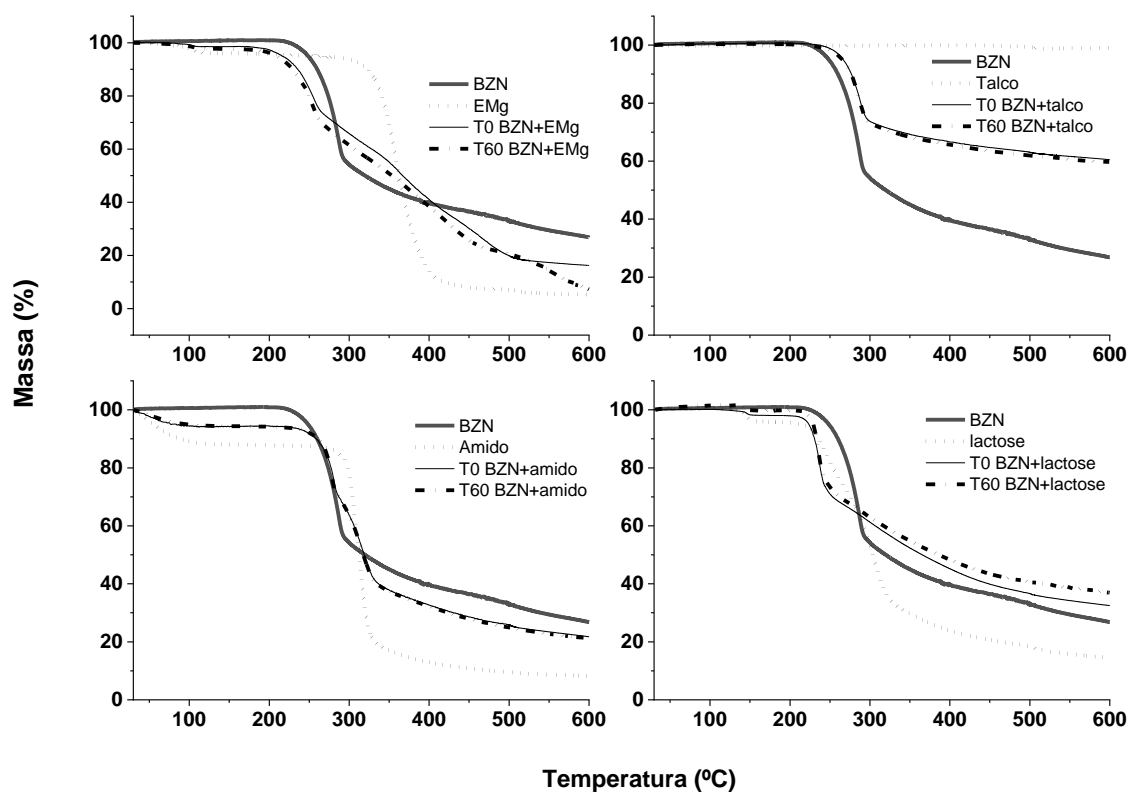 Massa (%)
100
80
60
40
20
0
100 200 300 400 500 600
BZN
EMg
T0 BZN+EMg
T60 BZN+EMg
100
80
60
40
20
0
100 200 300 400 500 600
BZN
Talco
T0 BZN+talco
T60 BZN+talco
100
80
60
40
20
0
100 200 300 400 500 600
BZN
Amido
T0 BZN+amido
T60 BZN+amido
100
80
60
40
20
0
100 200 300 400 500 600
BZN
lactose
T0 BZN+lactose
T60 BZN+lactose
Temperatura (ºC)